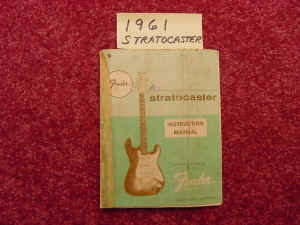 1961
STRATOCASTER
Fender
stratocaster
INSTRUCTION
MANUAL
Fender